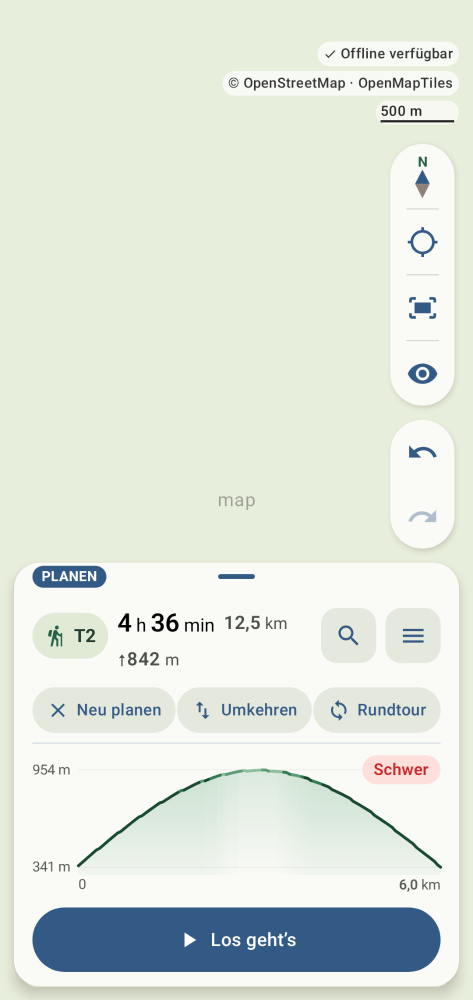 Offline verfügbar
© OpenStreetMap · OpenMapTiles
500 m
N
map
PLANEN
T2
4 h 36 min 12,5 km
↑842 m
Neu planen
Umkehren
Rundtour
954 m
Schwer
341 m
0
6,0 km
Los geht’s